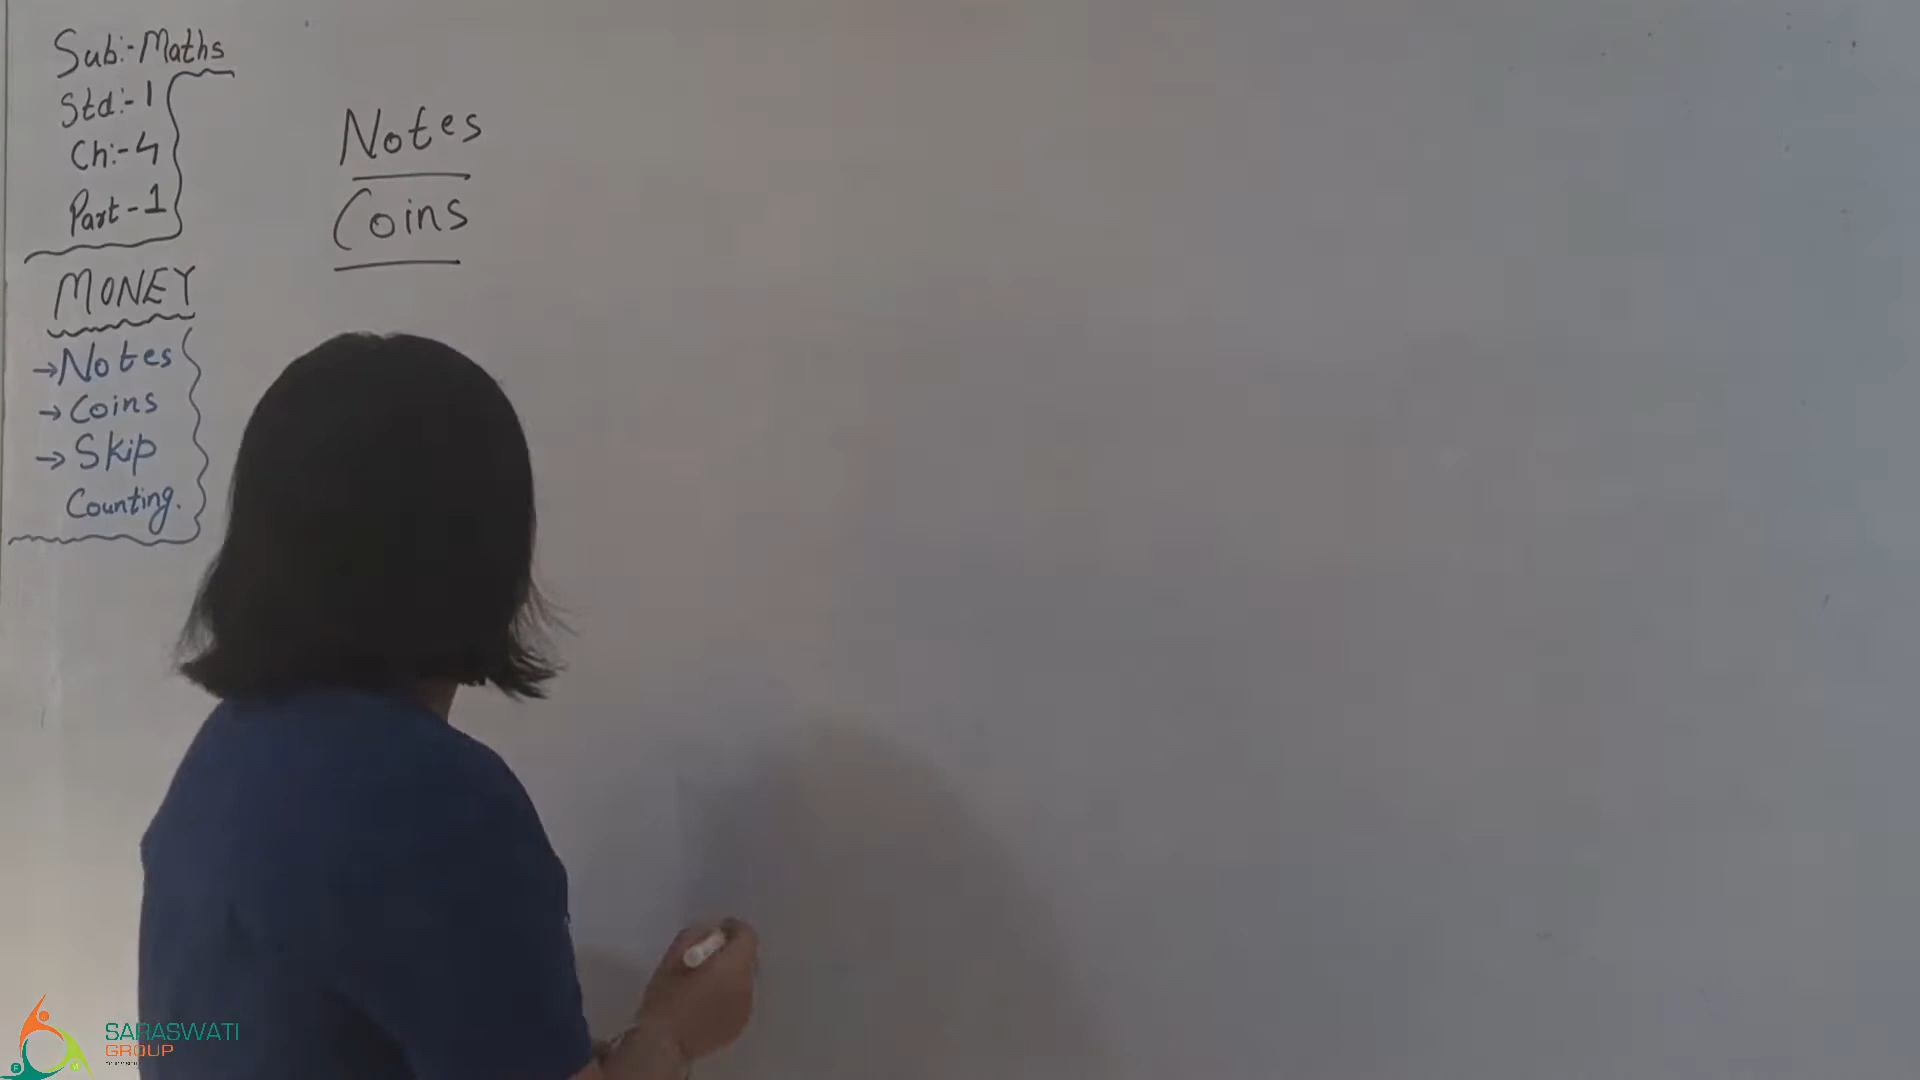 Sub:-Maths
Std:-1
Ch:-4
Part-1
MONEY
→Notes
→Coins
→Skip
Counting.
Notes
Coins
SARASWATI
GROUP